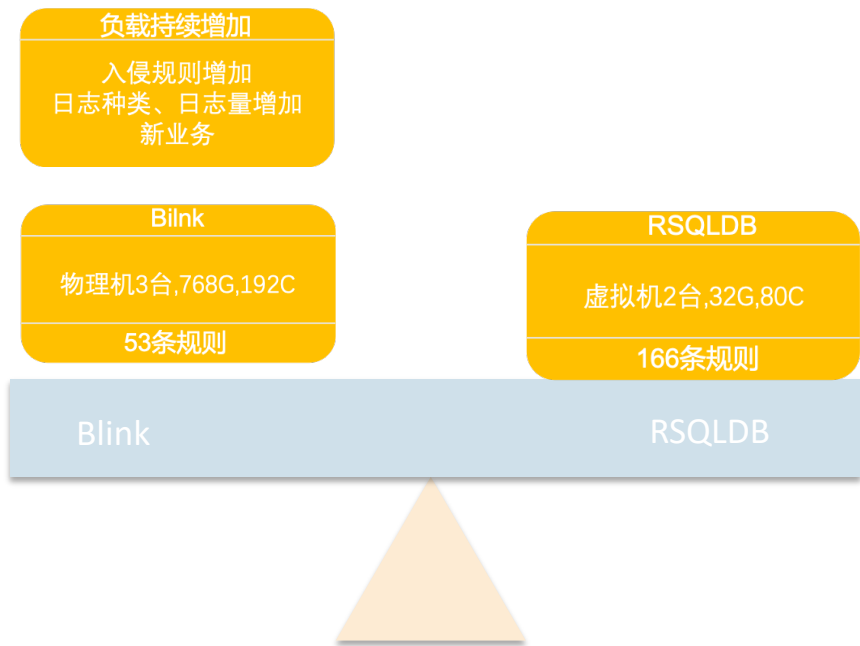 负载持续增加
入侵规则增加
日志种类、日志量增加
新业务
Bilnk
物理机3台,768G,192C
53条规则
RSQLDB
虚拟机2台,32G,80C
166条规则
Blink
RSQLDB